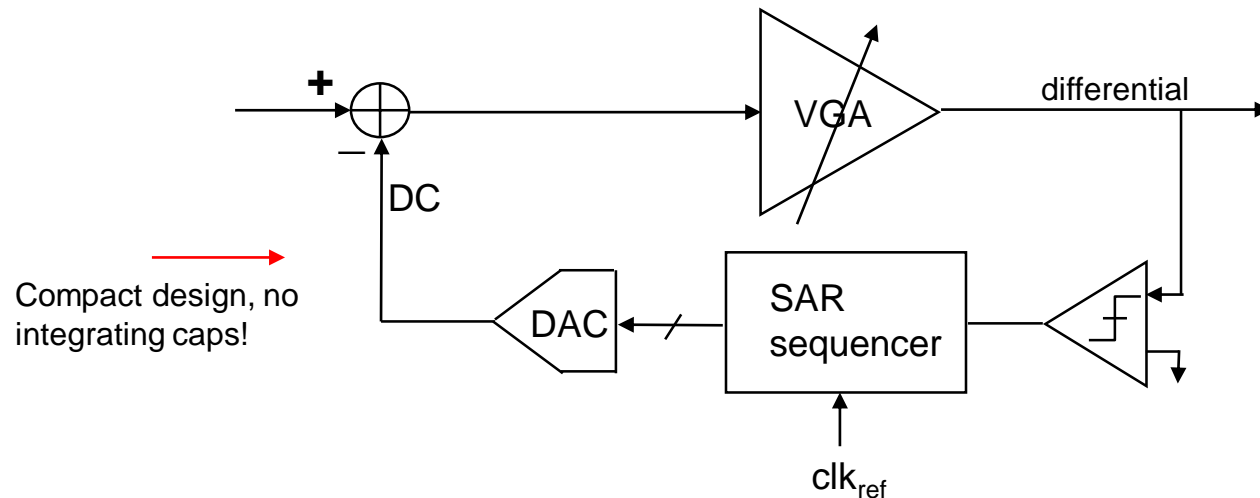 +
differential
VGA
−
DC
Compact design, no
integrating caps!
DAC
SAR
sequencer
clkref